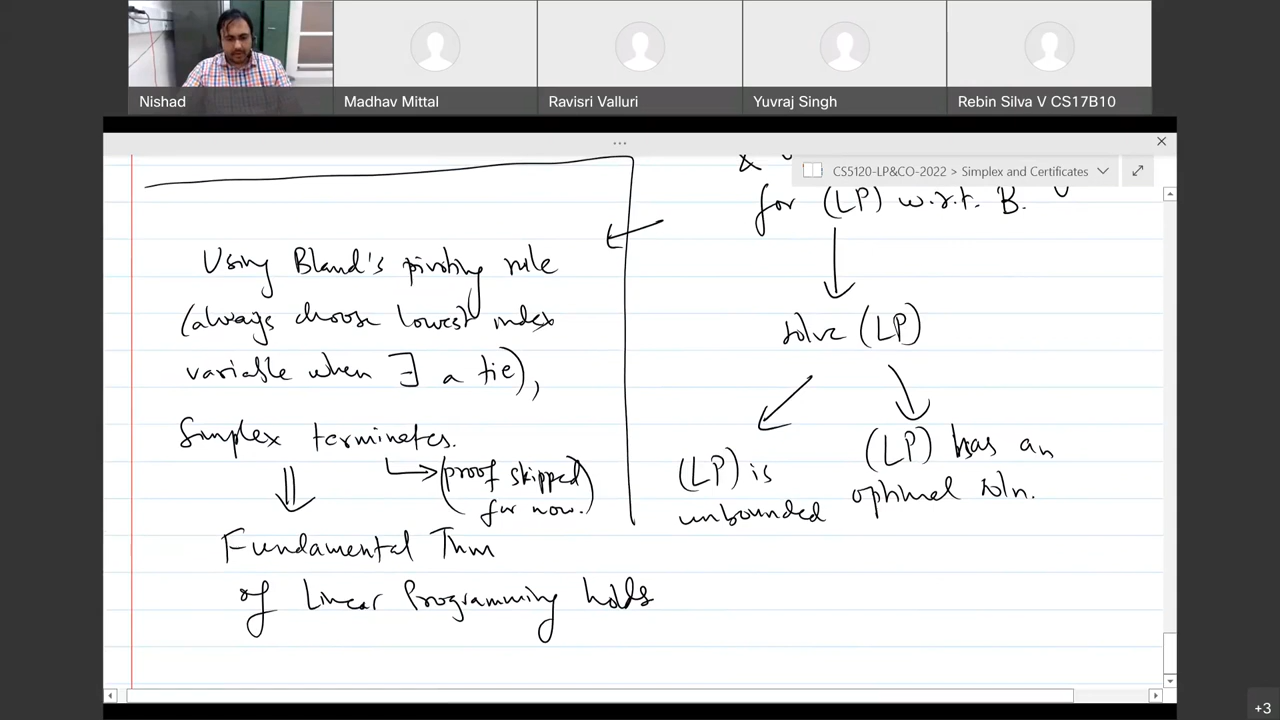 Nishad
Madhav Mittal
Ravisri Valluri
Yuvraj Singh
Rebin Silva V CS17B10
CS5120-LP&CO-2022 > Simplex and Certificates
&
for (LP) w.r.t. B.
Using Bland's pivoting rule
(always choose lowest index
variable when ∃ a tie),
Simplex terminates.
(proof skipped
for now.)
Fundamental Thm
of Linear Programming holds
solve (LP)
(LP) is
unbounded
(LP) has an
optimal soln.
+3